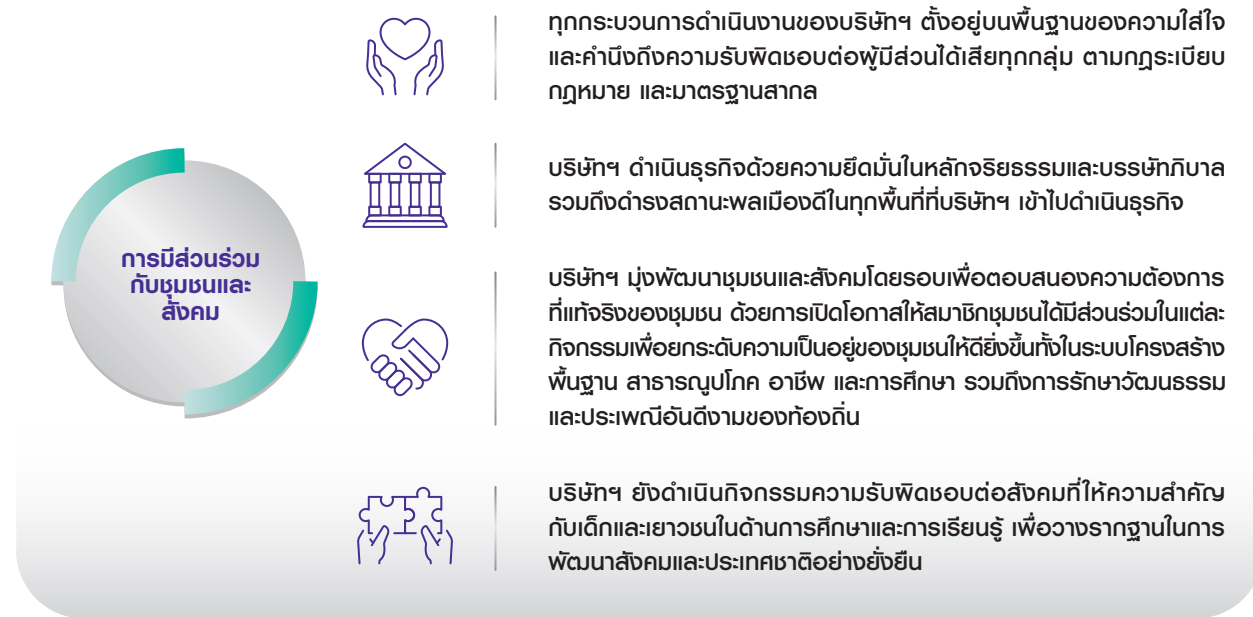 การมีส่วนร่วม
กับชุมชนและ
สังคม
ทุกกระบวนการดำเนินงานของบริษัทฯ ตั้งอยู่บนพื้นฐานของความใส่ใจ
และคำนึงถึงความรับผิดชอบต่อผู้มีส่วนได้เสียทุกกลุ่ม ตามกฎระเบียบ
กฎหมาย และมาตรฐานสากล
บริษัทฯ ดำเนินธุรกิจด้วยความยึดมั่นในหลักจริยธรรมและบรรษัทภิบาล
รวมถึงดำรงสถานะพลเมืองดีในทุกพื้นที่ที่บริษัทฯ เข้าไปดำเนินธุรกิจ
บริษัทฯ มุ่งพัฒนาชุมชนและสังคมโดยรอบเพื่อตอบสนองความต้องการ
ที่แท้จริงของชุมชน ด้วยการเปิดโอกาสให้สมาชิกชุมชนได้มีส่วนร่วมในแต่ละ
กิจกรรมเพื่อยกระดับความเป็นอยู่ของชุมชนให้ดียิ่งขึ้นทั้งในระบบโครงสร้าง
พื้นฐาน สาธารณูปโภค อาชีพ และการศึกษา รวมถึงการรักษาวัฒนธรรม
และประเพณีอันดีงามของท้องถิ่น
บริษัทฯ ยังดำเนินกิจกรรมความรับผิดชอบต่อสังคมที่ให้ความสำคัญ
กับเด็กและเยาวชนในด้านการศึกษาและการเรียนรู้ เพื่อวางรากฐานในการ
พัฒนาสังคมและประเทศชาติอย่างยั่งยืน